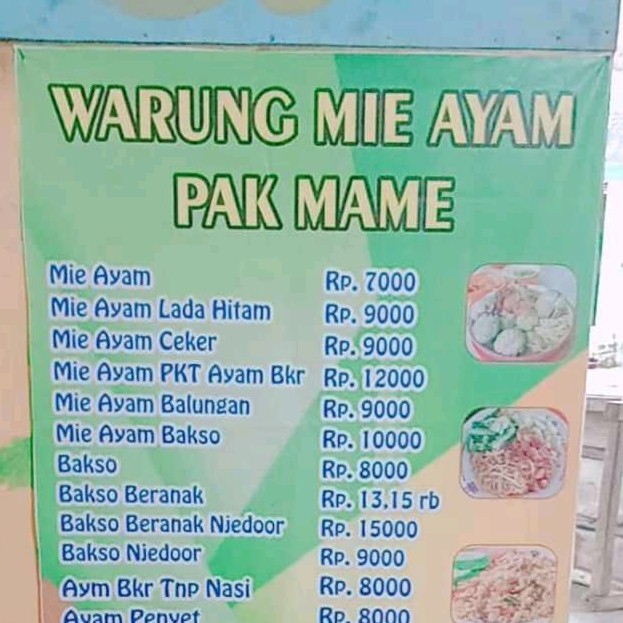 WARUNG MIE AYAM
PAK MAME
Mie Ayam Rp. 7000
Mie Ayam Lada Hitam Rp. 9000
Mie Ayam Ceker Rp. 9000
Mie Ayam PKT Ayam Bkr Rp. 12000
Mie Ayam Balungan Rp. 9000
Mie Ayam Bakso Rp. 10000
Bakso Rp. 8000
Bakso Beranak Rp. 13,15 rb
Bakso Beranak Njedoor Rp. 15000
Bakso Njedoor Rp. 9000
Aym Bkr Tnp Nasi Rp. 8000
Ayam Penyet Rp. 8000